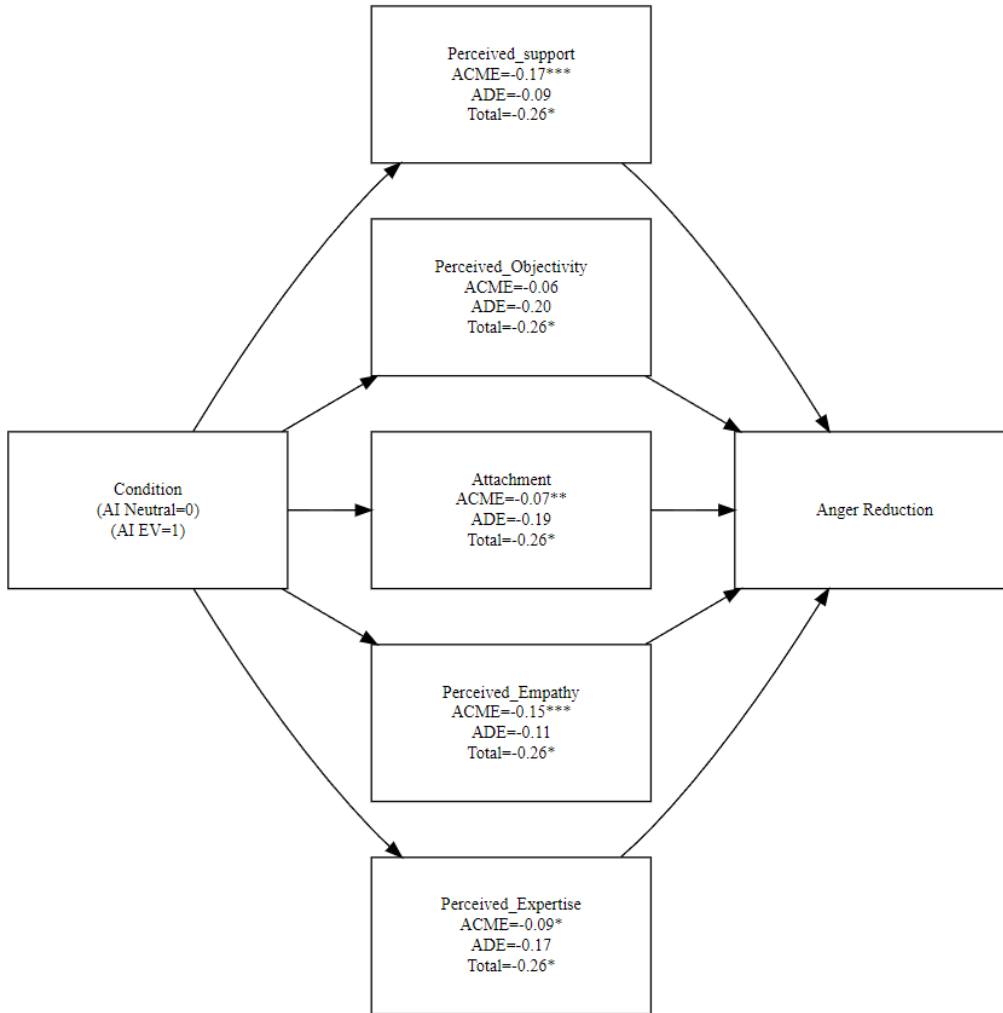 Perceived_support
ACME=-0.17***
ADE=-0.09
Total=-0.26*
Perceived_Objectivity
ACME=-0.06
ADE=-0.20
Total=-0.26*
Condition
(AI Neutral=0)
(AI EV=1)
Attachment
ACME=-0.07**
ADE=-0.19
Total=-0.26*
Anger Reduction
Perceived_Empathy
ACME=-0.15***
ADE=-0.11
Total=-0.26*
Perceived_Expertise
ACME=-0.09*
ADE=-0.17
Total=-0.26*